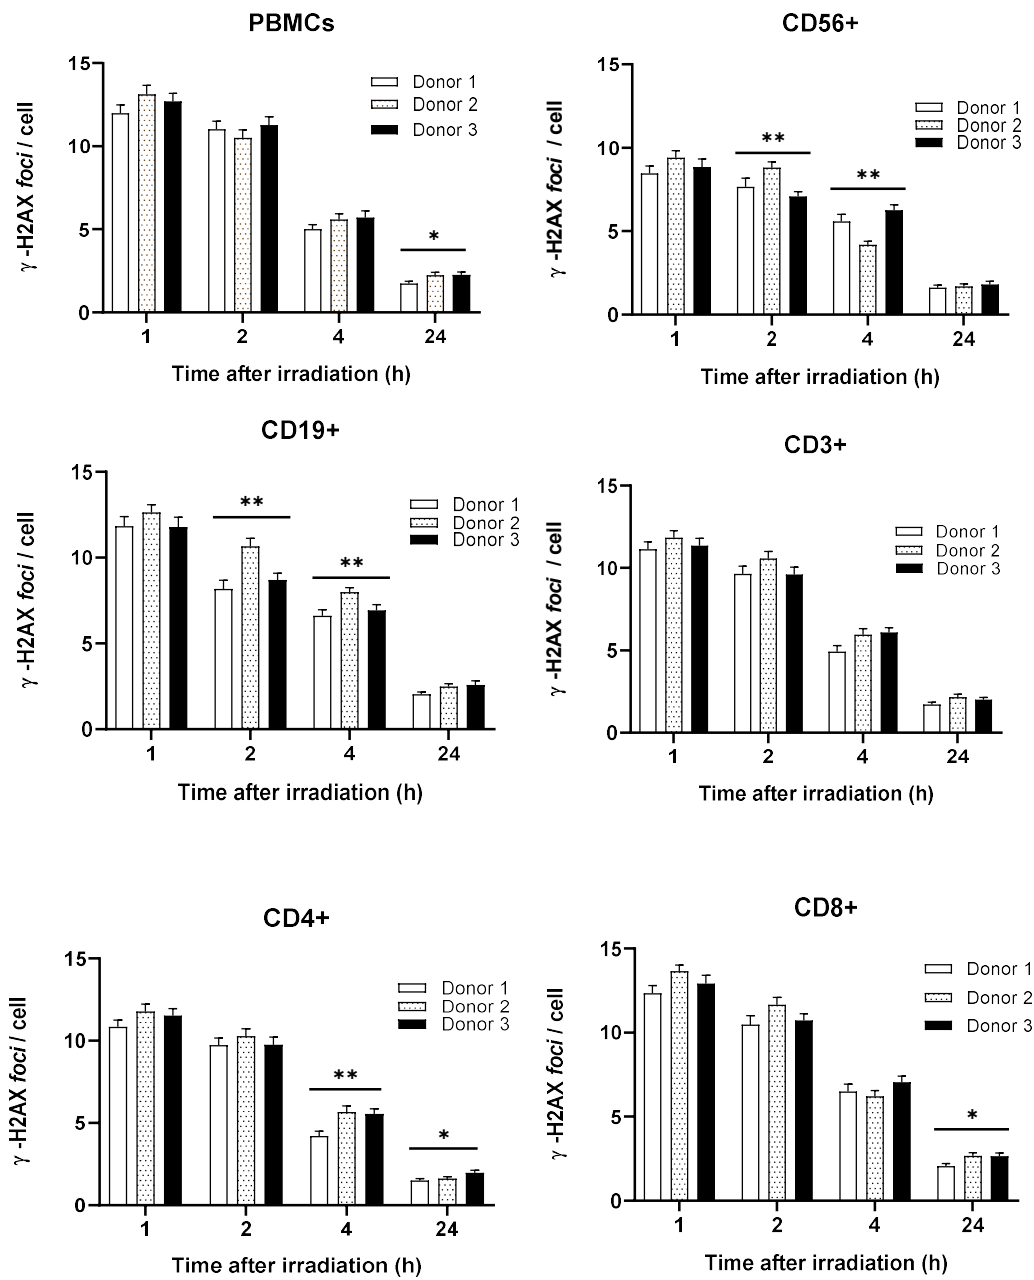 PBMCs
15
10
5
0
γ -H2AX foci / cell
Donor 1
Donor 2
Donor 3
*
1 2 4 24
Time after irradiation (h)
CD56+
15
10
5
0
γ -H2AX foci / cell
Donor 1
Donor 2
Donor 3
**
**
1 2 4 24
Time after irradiation (h)
CD19+
15
10
5
0
γ -H2AX foci / cell
Donor 1
Donor 2
Donor 3
**
**
1 2 4 24
Time after irradiation (h)
CD3+
15
10
5
0
γ -H2AX foci / cell
Donor 1
Donor 2
Donor 3
1 2 4 24
Time after irradiation (h)
CD4+
15
10
5
0
γ -H2AX foci / cell
Donor 1
Donor 2
Donor 3
**
*
1 2 4 24
Time after irradiation (h)
CD8+
15
10
5
0
γ -H2AX foci / cell
Donor 1
Donor 2
Donor 3
*
1 2 4 24
Time after irradiation (h)